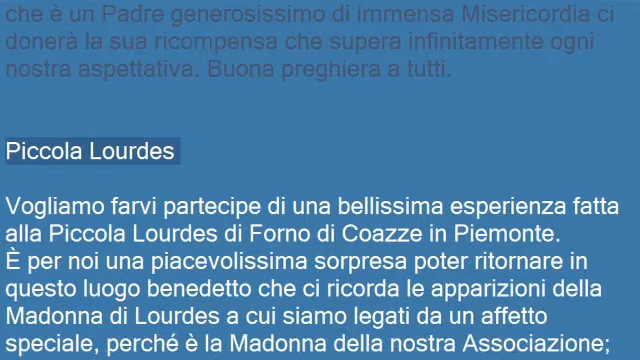 che è un Padre generosissimo di immensa Misericordia ci
donerà la sua ricompensa che supera infinitamente ogni
nostra aspettativa. Buona preghiera a tutti.
Piccola Lourdes
Vogliamo farvi partecipe di una bellissima esperienza fatta
alla Piccola Lourdes di Forno di Coazze in Piemonte.
È per noi una piacevolissima sorpresa poter ritornare in
questo luogo benedetto che ci ricorda le apparizioni della
Madonna di Lourdes a cui siamo legati da un affetto
speciale, perché è la Madonna della nostra Associazione;